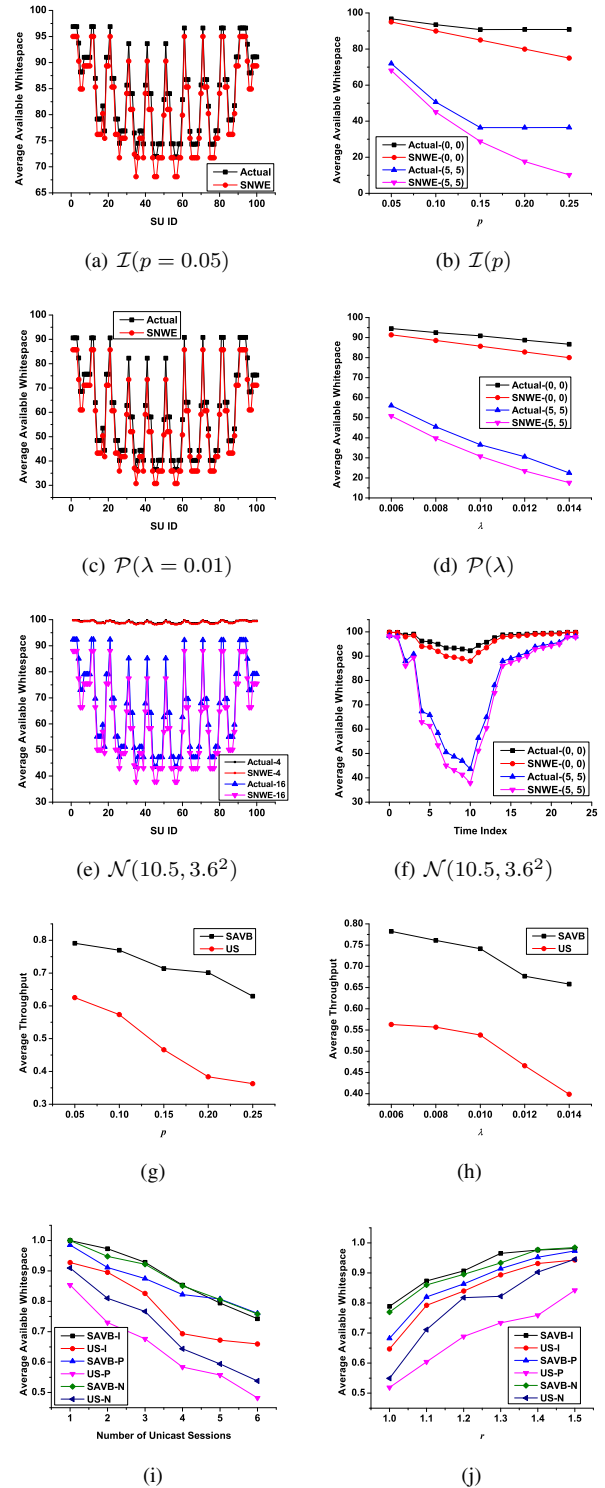 Average Available Whitespace
100
95
90
85
80
75
70
65
0 20 40 60 80 100
SU ID
Actual
SNWE
(a) I(p = 0.05)
Average Available Whitespace
100
80
60
40
20
0
0.05 0.10 0.15 0.20 0.25
p
Actual-(0, 0)
SNWE-(0, 0)
Actual-(5, 5)
SNWE-(5, 5)
(b) I(p)
Average Available Whitespace
100
90
80
70
60
50
40
30
0 20 40 60 80 100
SU ID
Actual
SNWE
(c) P(λ = 0.01)
Average Available Whitespace
110
100
90
80
70
60
50
40
30
20
10
0.006 0.008 0.010 0.012 0.014
λ
Actual-(0, 0)
SNWE-(0, 0)
Actual-(5, 5)
SNWE-(5, 5)
(d) P(λ)
Average Available Whitespace
100
90
80
70
60
50
40
30
0 20 40 60 80 100
SU ID
Actual-4
SNWE-4
Actual-16
SNWE-16
(e) N(10.5, 3.6²)
Average Available Whitespace
110
100
90
80
70
60
50
40
30
0 5 10 15 20 25
Time Index
Actual-(0, 0)
SNWE-(0, 0)
Actual-(5, 5)
SNWE-(5, 5)
(f) N(10.5, 3.6²)
Average Throughput
0.8
0.7
0.6
0.5
0.4
0.3
0.05 0.10 0.15 0.20 0.25
p
SAVB
US
(g)
Average Throughput
0.80
0.75
0.70
0.65
0.60
0.55
0.50
0.45
0.40
0.006 0.008 0.010 0.012 0.014
λ
SAVB
US
(h)
Average Available Whitespace
1.0
0.9
0.8
0.7
0.6
0.5
1 2 3 4 5 6
Number of Unicast Sessions
SAVB-I
US-I
SAVB-P
US-P
SAVB-N
US-N
(i)
Average Available Whitespace
1.0
0.9
0.8
0.7
0.6
0.5
1.0 1.1 1.2 1.3 1.4 1.5
r
SAVB-I
US-I
SAVB-P
US-P
SAVB-N
US-N
(j)